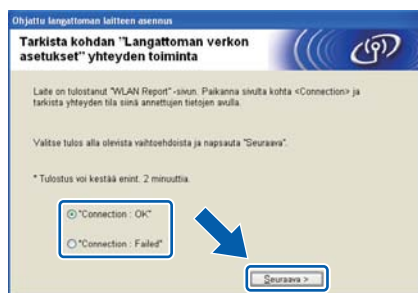 Ohjattu langattoman laitteen asennus
Tarkista kohdan "Langattoman verkon
asetukset" yhteyden toiminta
Laite on tulostanut "WLAN Report" -sivun. Paikanna sivulta kohta <Connection> ja
tarkista yhteyden tila siinä annettujen tietojen avulla.
Valitse tulos alla olevista vaihtoehdoista ja napsauta "Seuraava".
* Tulostus voi kestää enint. 2 minuuttia.
"Connection : OK"
"Connection : Failed"
Seuraava >